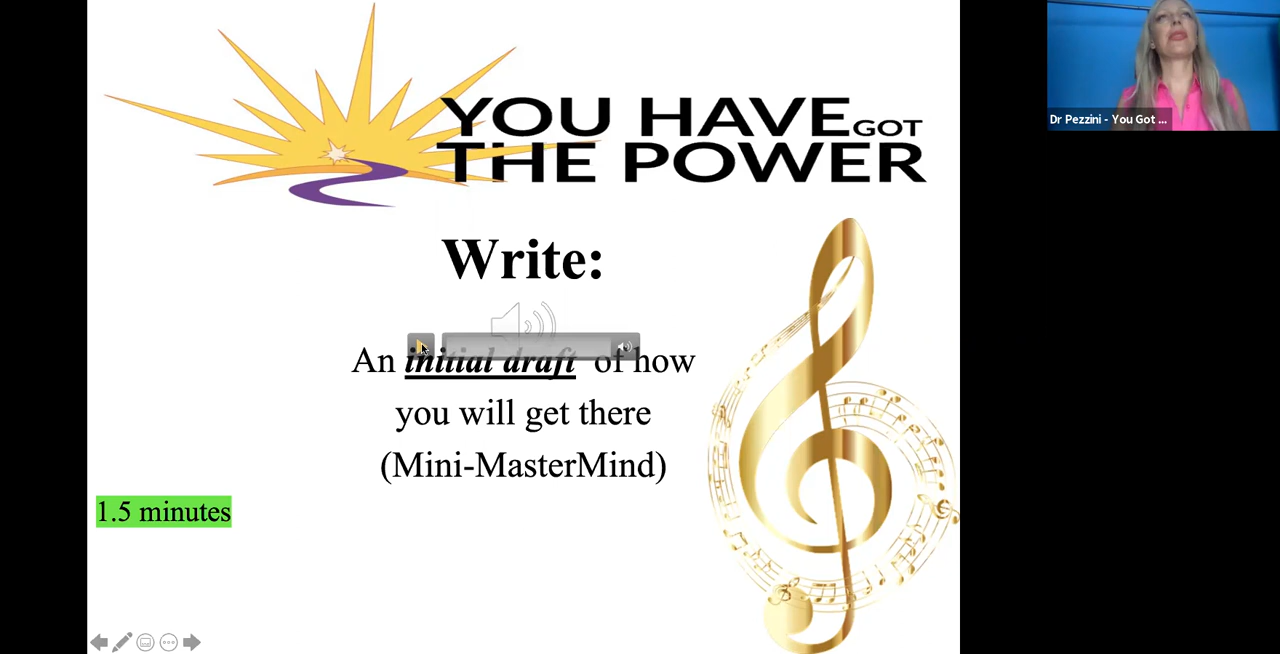 YOU HAVE GOT
THE POWER
Dr Pezzini - You Got ...
Write:
An initial draft of how
you will get there
(Mini-MasterMind)
1.5 minutes